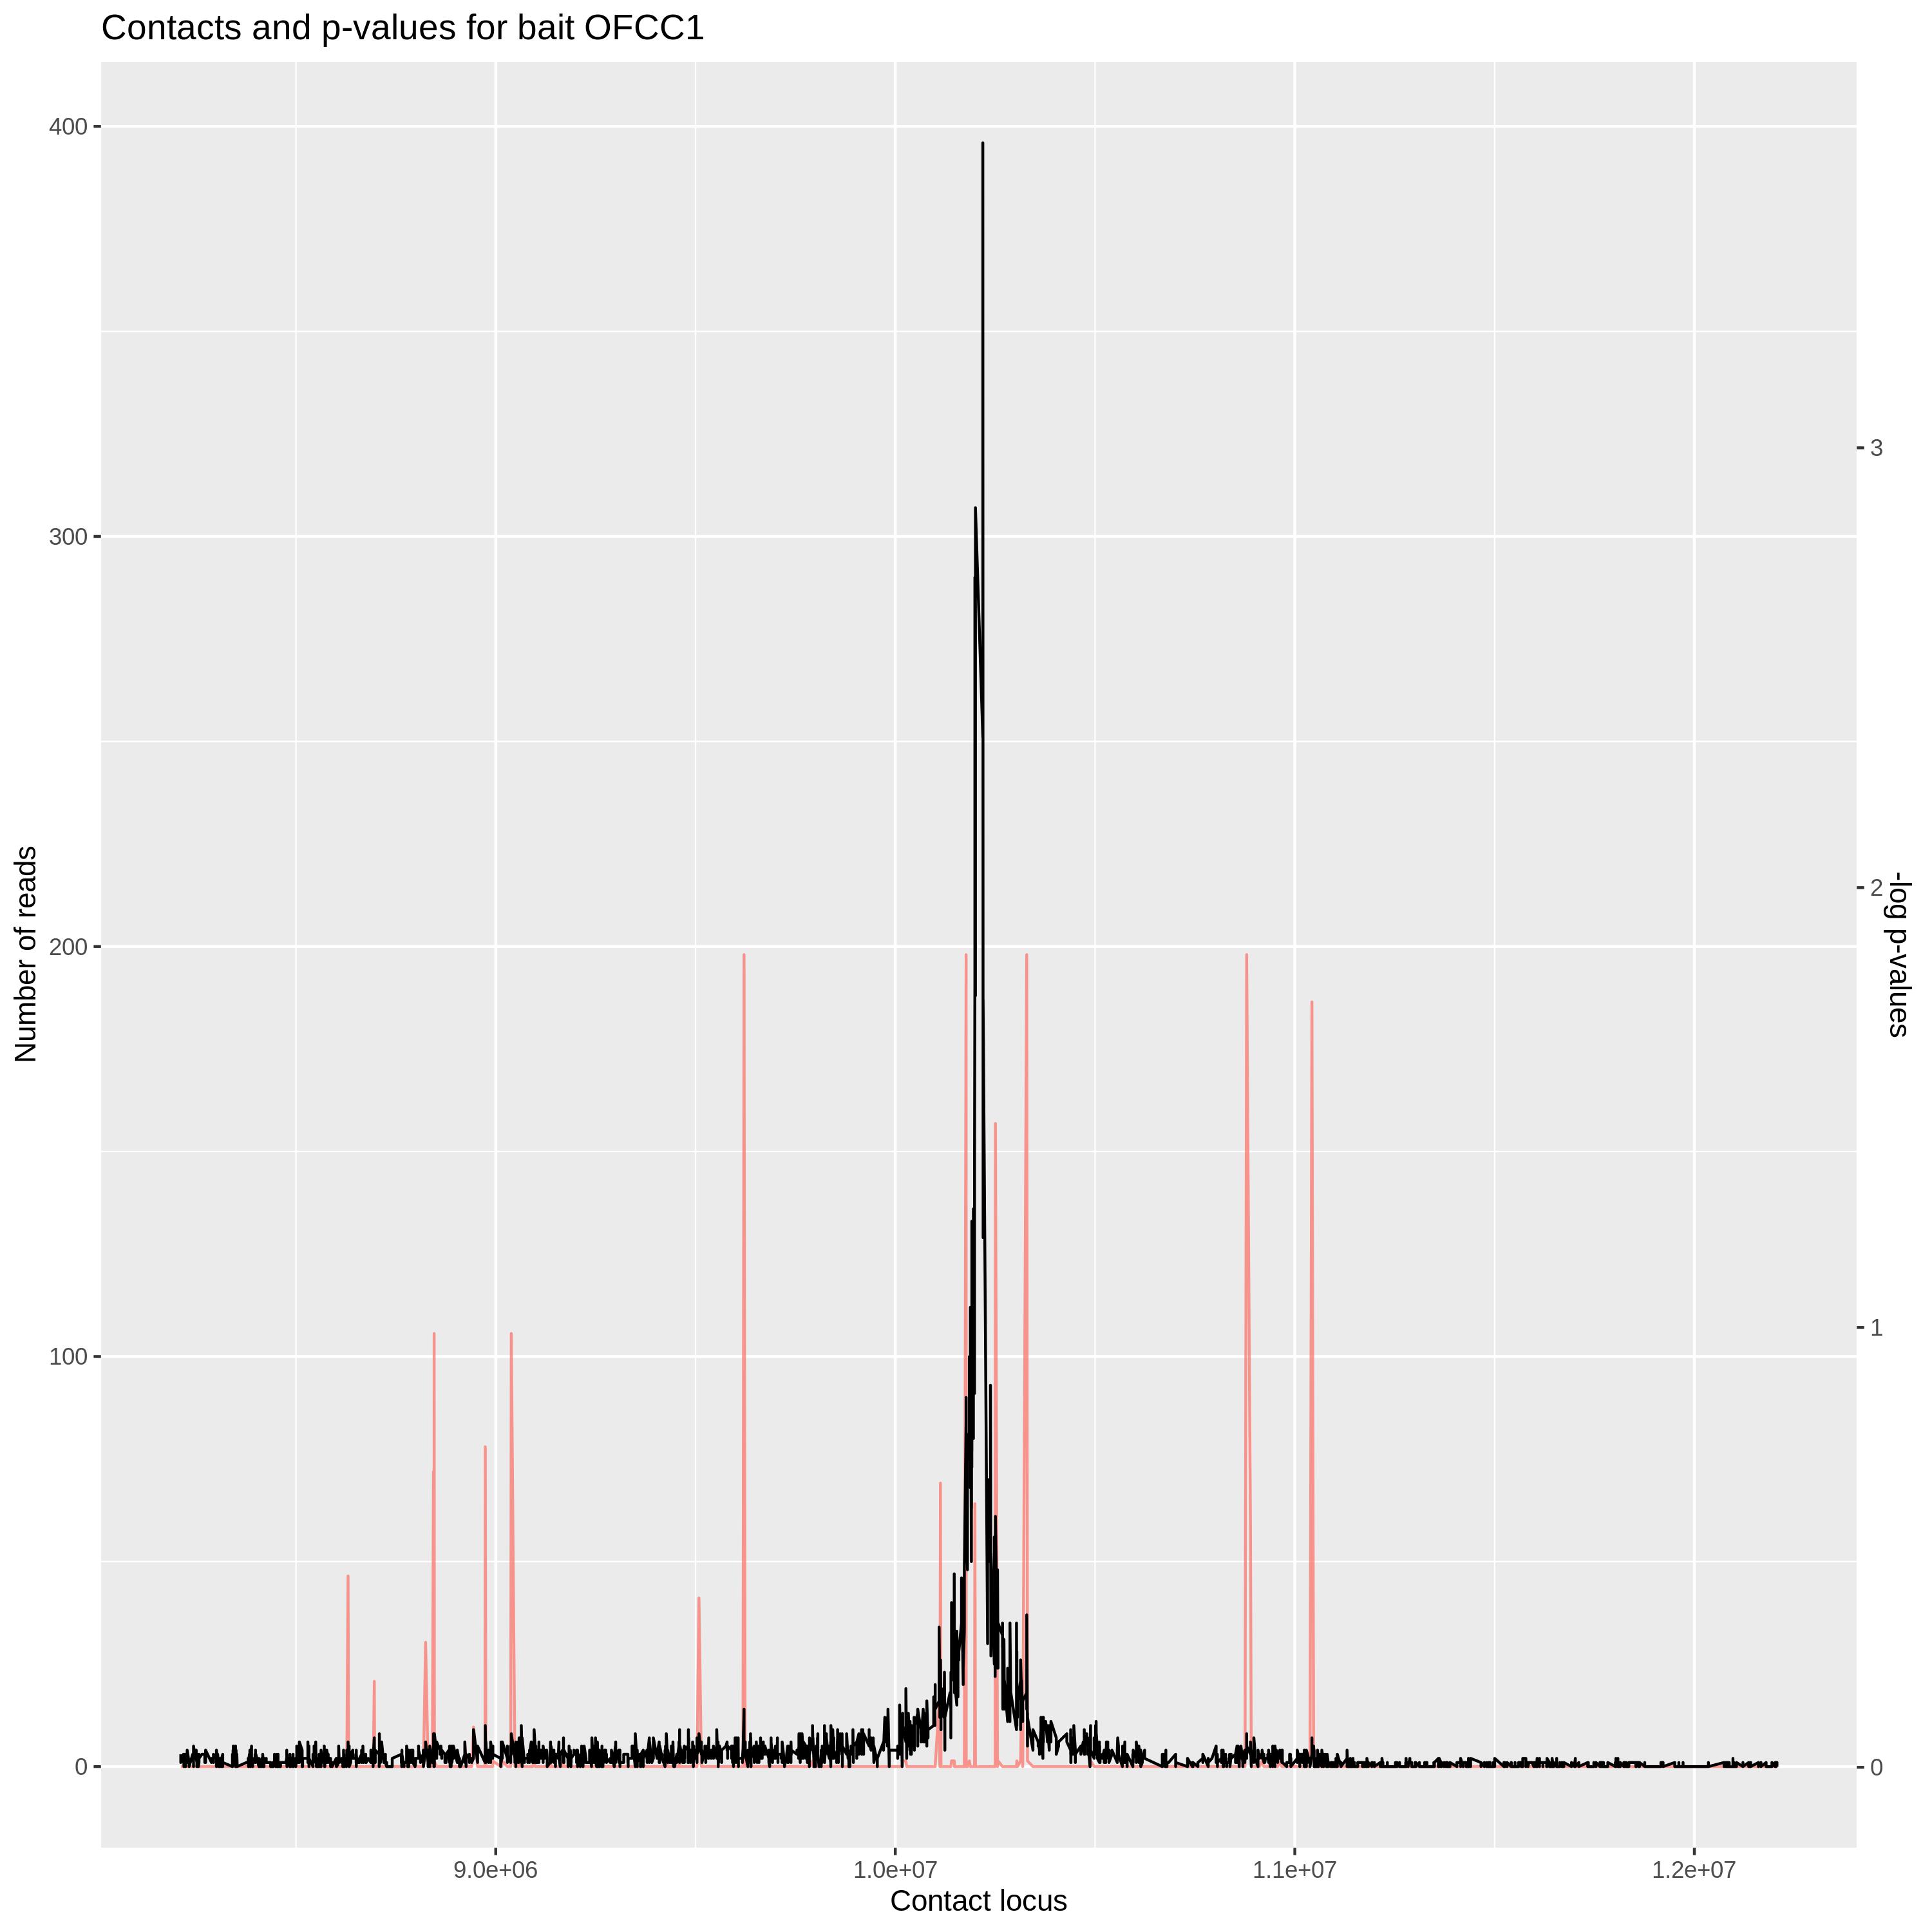 Contacts and p-values for bait OFCC1
400
300
200
100
0
Number of reads
3
2
1
0
-log p-values
9.0e+06
1.0e+07
1.1e+07
1.2e+07
Contact locus